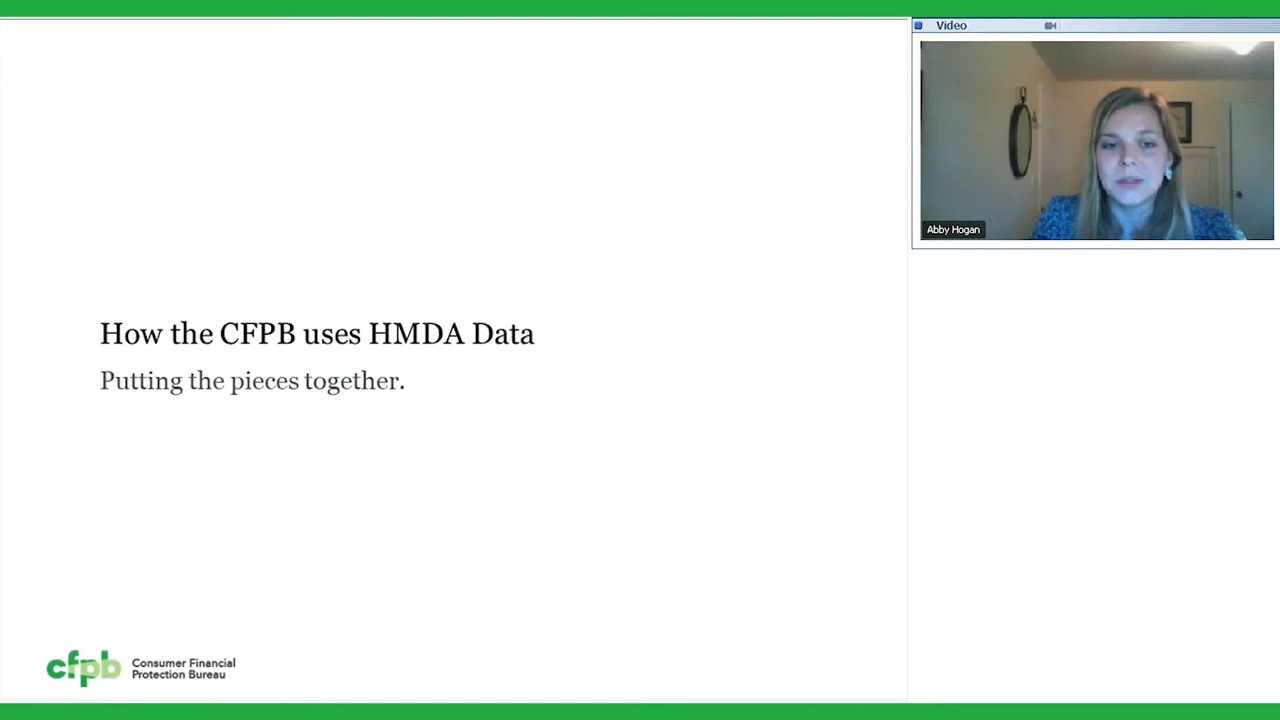 Video
Abby Hogan
How the CFPB uses HMDA Data
Putting the pieces together.
cfpb
Consumer Financial
Protection Bureau